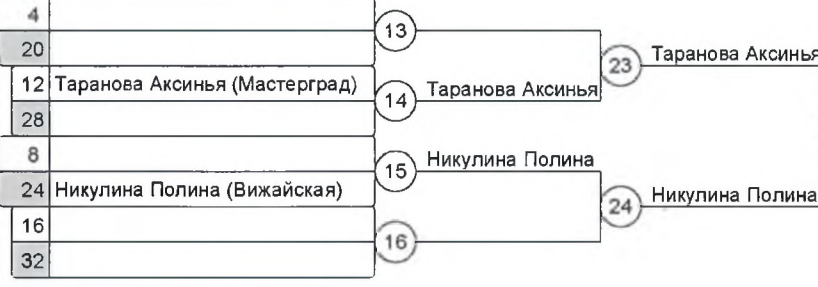 4
13
20
23 Таранова Аксинья
12 Таранова Аксинья (Мастерград)
14 Таранова Аксинья
28
8
15 Никулина Полина
24 Никулина Полина (Вижайская)
24 Никулина Полина
16
16
32